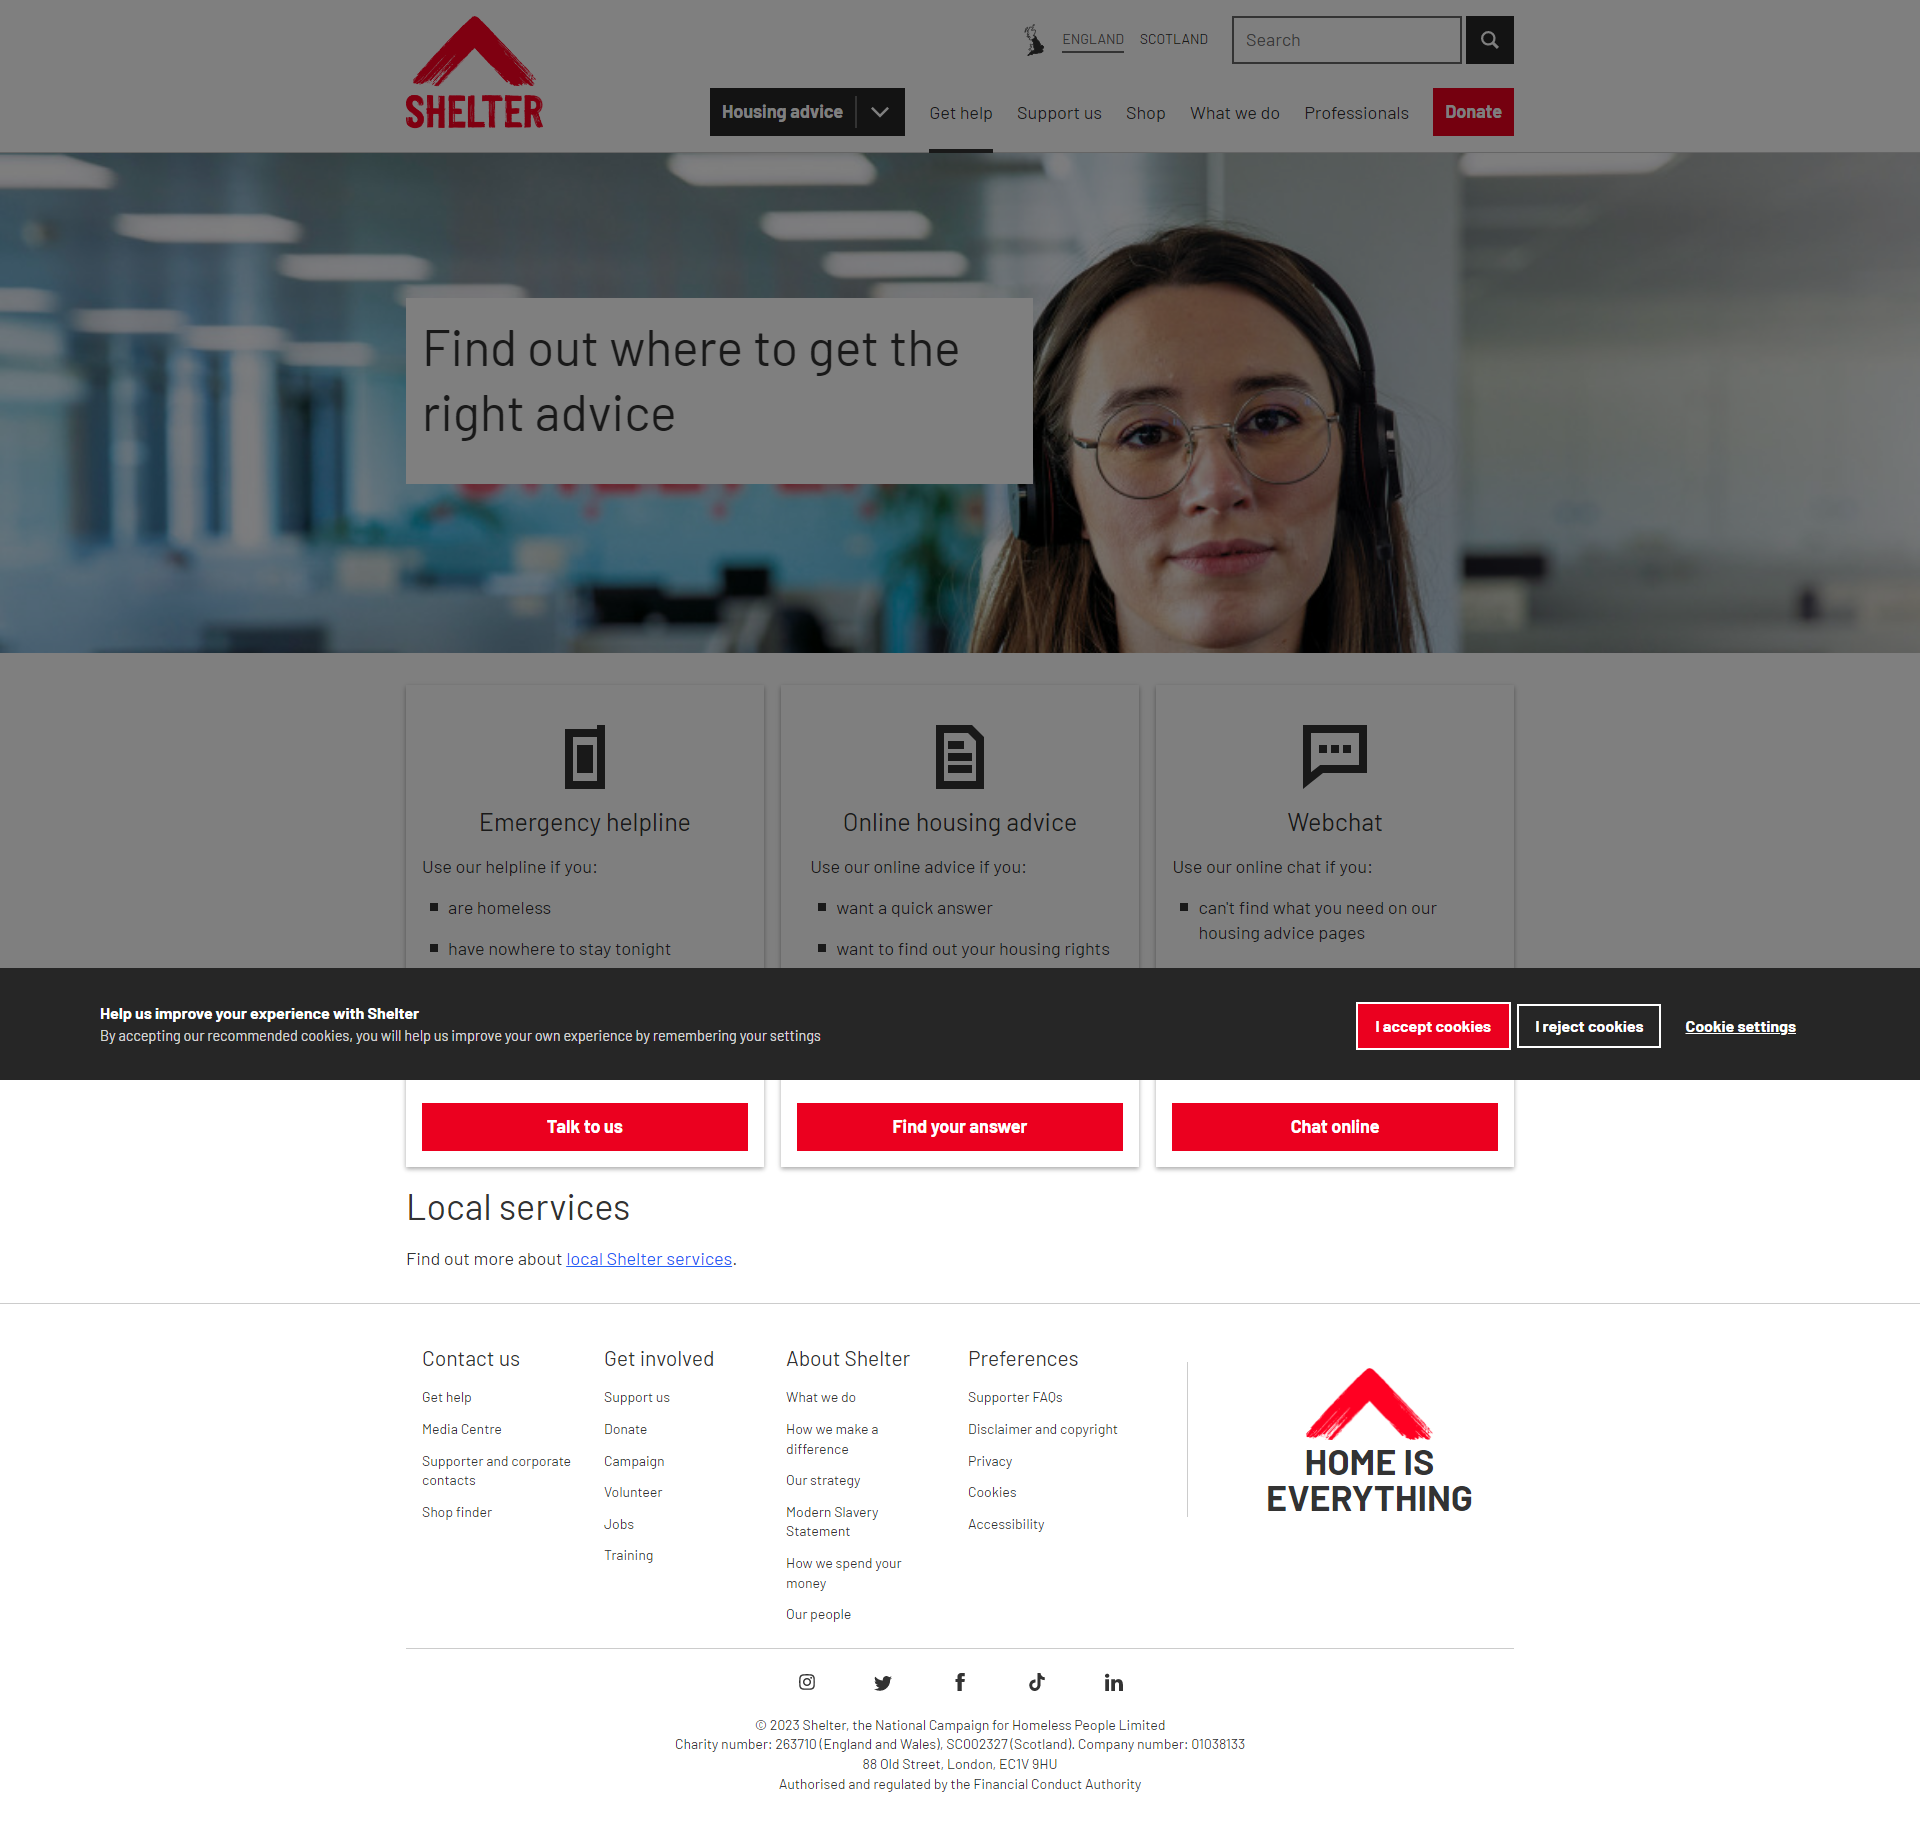 SHELTER
ENGLAND SCOTLAND Search
Housing advice Get help Support us Shop What we do Professionals Donate
Find out where to get the
right advice
Emergency helpline
Use our helpline if you:
are homeless
have nowhere to stay tonight
Online housing advice
Use our online advice if you:
want a quick answer
want to find out your housing rights
Webchat
Use our online chat if you:
can't find what you need on our
housing advice pages
Help us improve your experience with Shelter
By accepting our recommended cookies, you will help us improve your own experience by remembering your settings
I accept cookies I reject cookies Cookie settings
Talk to us
Find your answer
Chat online
Local services
Find out more about local Shelter services.
Contact us
Get help
Media Centre
Supporter and corporate
contacts
Shop finder
Get involved
Support us
Donate
Campaign
Volunteer
Jobs
Training
About Shelter
What we do
How we make a
difference
Our strategy
Modern Slavery
Statement
How we spend your
money
Our people
Preferences
Supporter FAQs
Disclaimer and copyright
Privacy
Cookies
Accessibility
HOME IS
EVERYTHING
© 2023 Shelter, the National Campaign for Homeless People Limited
Charity number: 263710 (England and Wales), SC002327 (Scotland). Company number: 01038133
88 Old Street, London, EC1V 9HU
Authorised and regulated by the Financial Conduct Authority